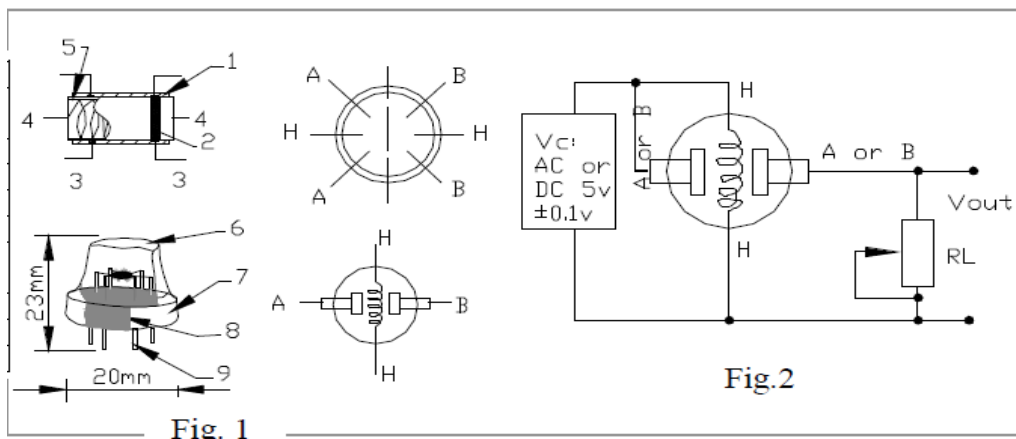 5
1
4
4
2
3
3
A
B
H
H
A
B
6
7
8
9
23mm
20mm
H
A
B
H
Fig. 1
Vc:
AC or
DC 5v
±0.1v
A or B
H
H
A or B
Vout
RL
Fig.2